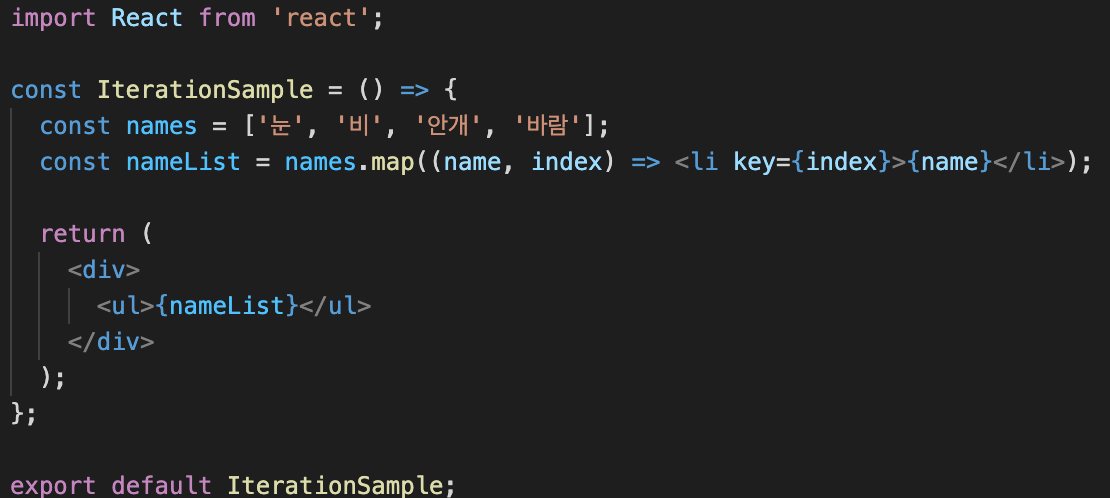 import React from 'react';
const IterationSample = () => {
const names = ['눈', '비', '안개', '바람'];
const nameList = names.map((name, index) => <li key={index}>{name}</li>);
return (
<div>
<ul>{nameList}</ul>
</div>
);
};
export default IterationSample;